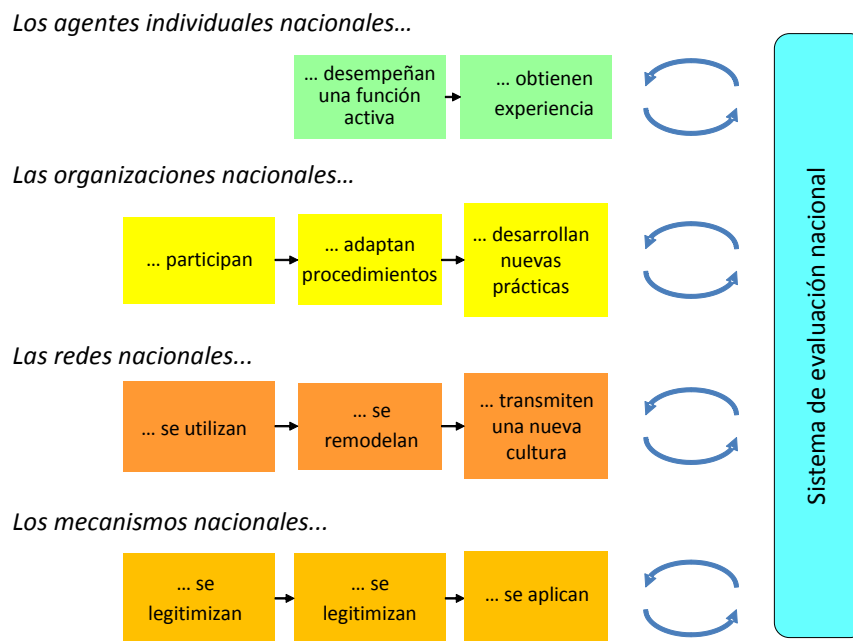 Los agentes individuales nacionales...
... desempeñan
una función
activa
... obtienen
experiencia
Las organizaciones nacionales...
... participan
... adaptan
procedimientos
... desarrollan
nuevas
prácticas
Las redes nacionales...
... se utilizan
... se
remodelan
... transmiten
una nueva
cultura
Los mecanismos nacionales...
... se
legitimizan
... se
legitimizan
... se aplican
Sistema de evaluación nacional